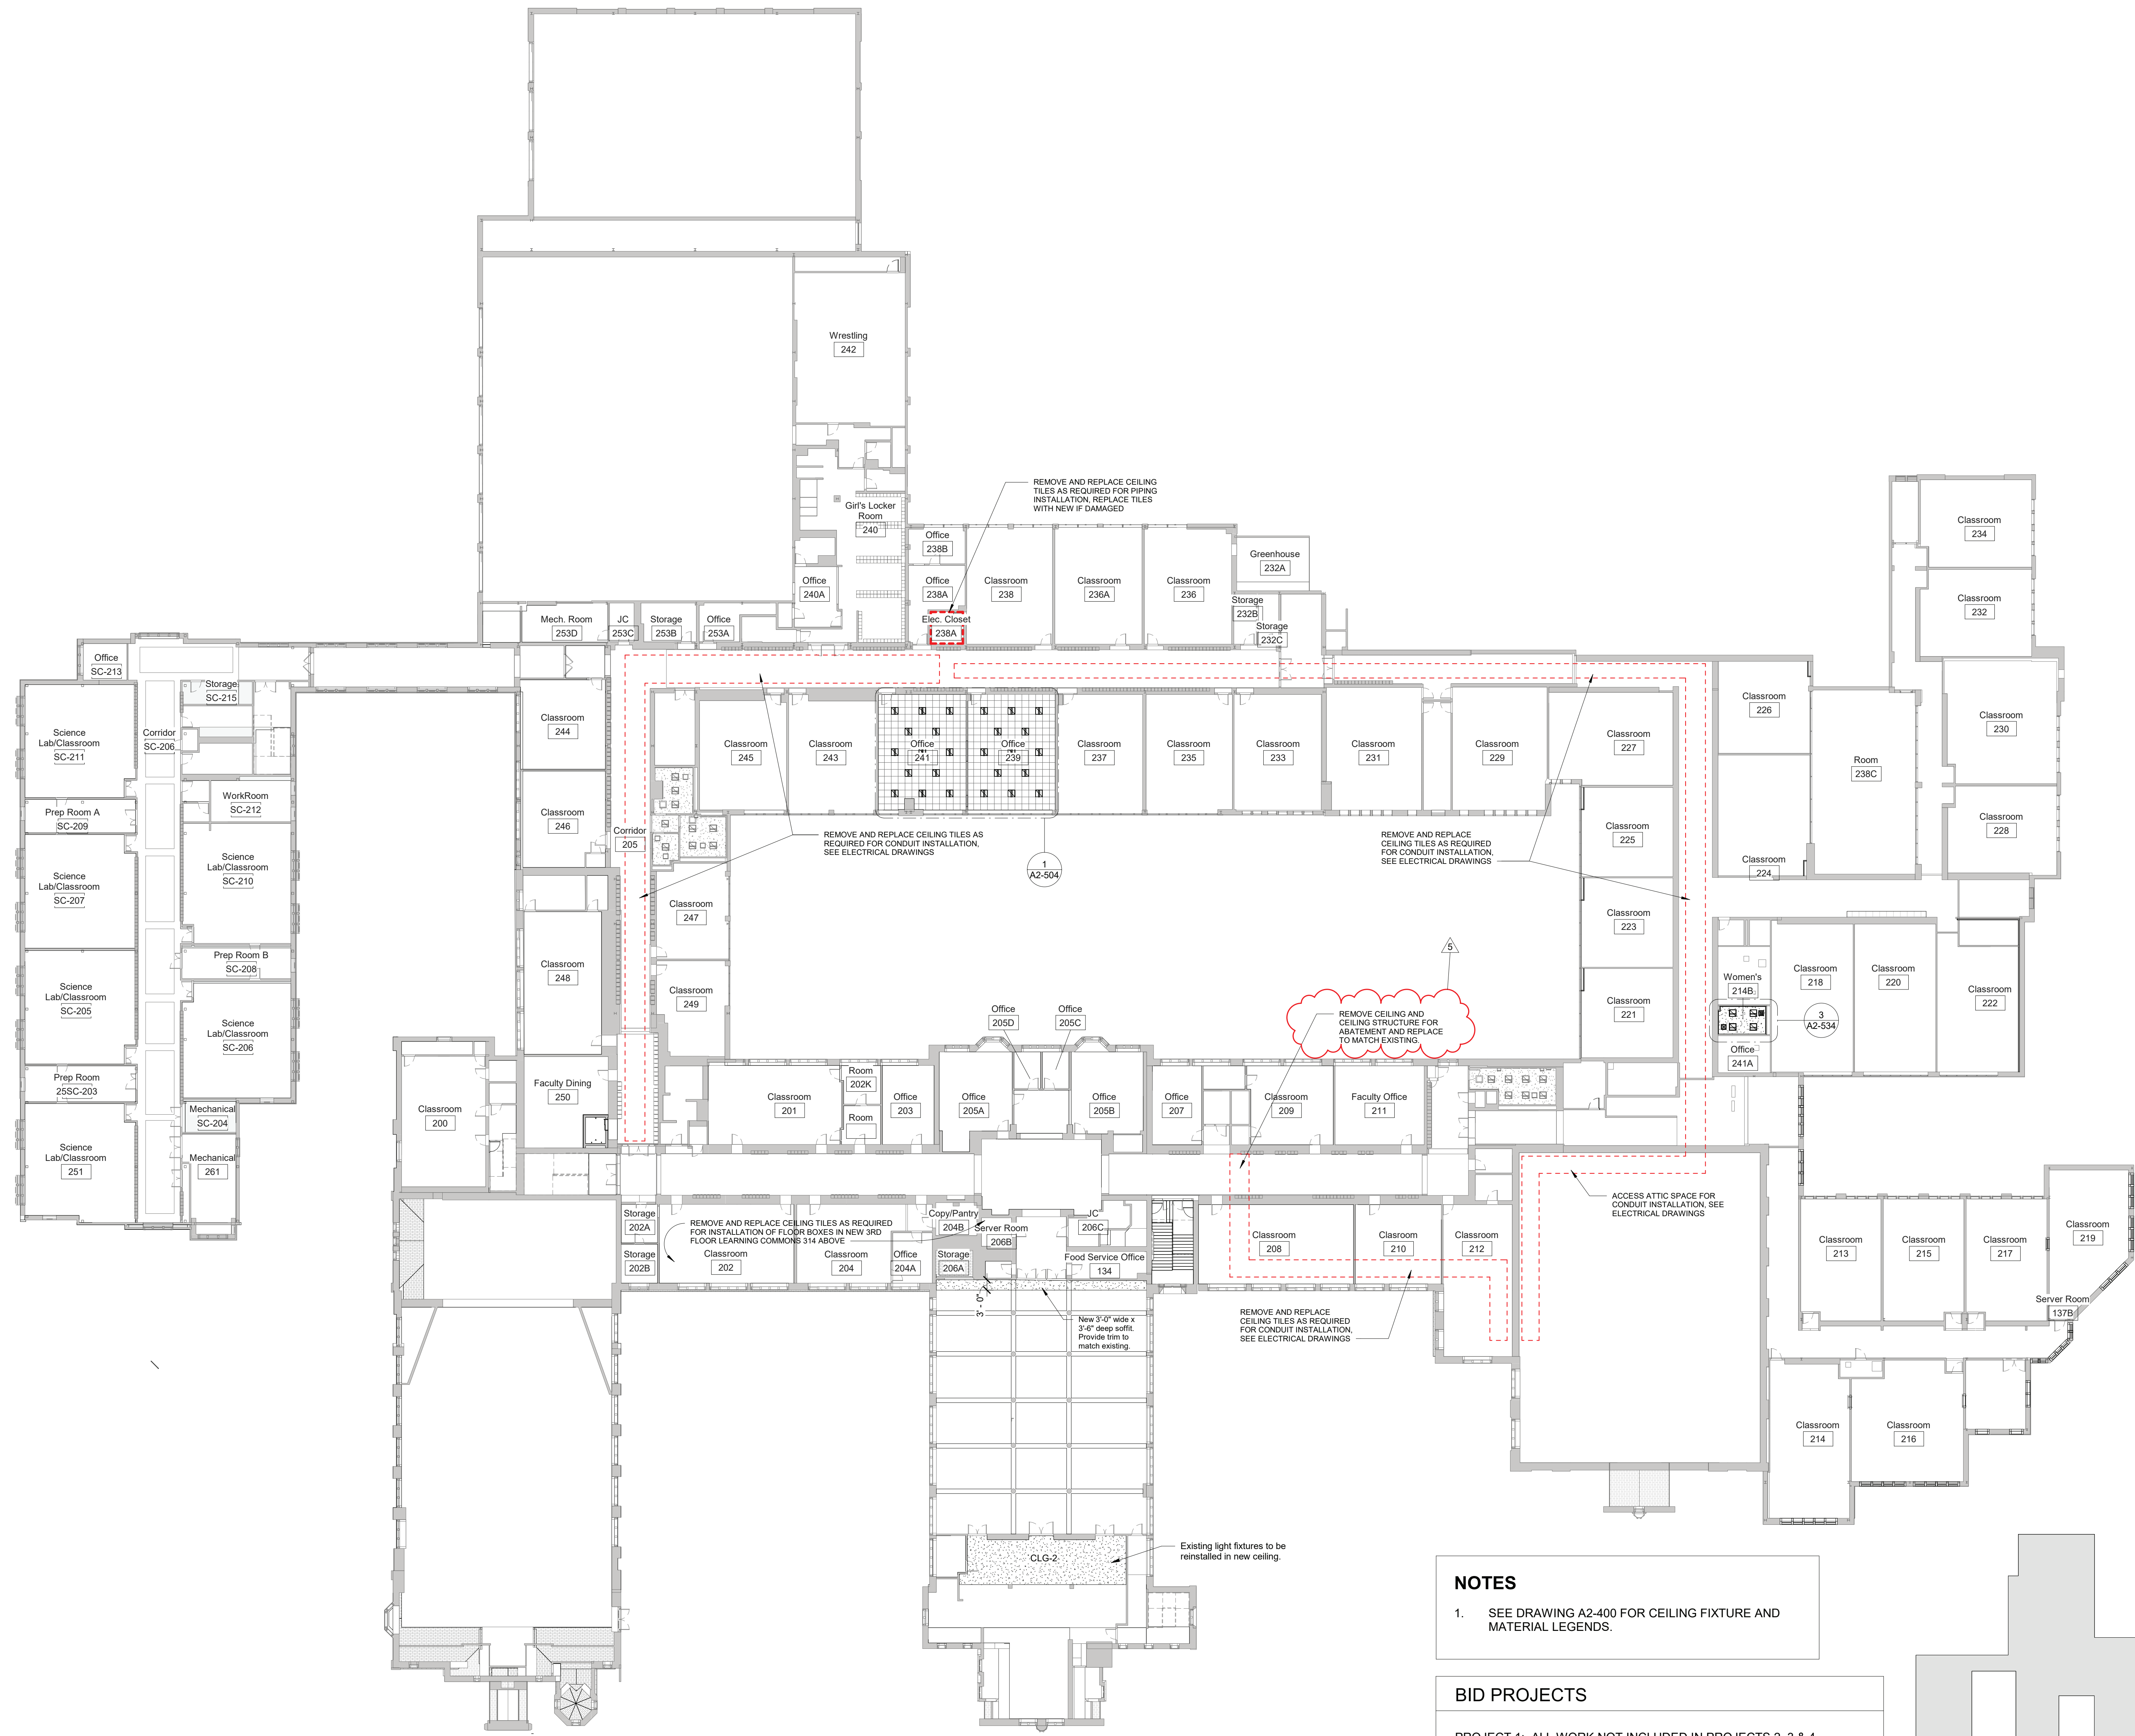 Wrestling
242
REMOVE AND REPLACE CEILING
TILES AS REQUIRED FOR PIPING
INSTALLATION, REPLACE TILES
WITH NEW IF DAMAGED
Girl's Locker
Room
240
Office
238B
Office
240A
Office
238A
Classroom
238
Classroom
236A
Classroom
236
Greenhouse
232A
Storage
232B
Storage
232C
Elec. Closet
238A
Mech. Room
253D
JC
253C
Storage
253B
Office
253A
Classroom
234
Classroom
232
Classroom
230
Classroom
228
Office
SC-213
Storage
SC-215
Science
Lab/Classroom
SC-211
Corridor
SC-206
Prep Room A
SC-209
WorkRoom
SC-212
Science
Lab/Classroom
SC-207
Science
Lab/Classroom
SC-210
Prep Room B
SC-208
Science
Lab/Classroom
SC-205
Science
Lab/Classroom
SC-206
Prep Room
25SC-203
Mechanical
SC-204
Science
Lab/Classroom
251
Mechanical
261
Classroom
244
Classroom
246
Corridor
205
Classroom
248
Classroom
245
Classroom
243
Office
241
Office
239
Classroom
237
Classroom
235
Classroom
233
Classroom
231
Classroom
229
Classroom
227
Classroom
226
Room
238C
Classroom
225
Classroom
224
REMOVE AND REPLACE CEILING TILES AS
REQUIRED FOR CONDUIT INSTALLATION,
SEE ELECTRICAL DRAWINGS
1
A2-504
REMOVE AND REPLACE
CEILING TILES AS REQUIRED
FOR CONDUIT INSTALLATION,
SEE ELECTRICAL DRAWINGS
Classroom
247
Classroom
249
Classroom
223
Classroom
221
5
REMOVE CEILING AND
CEILING STRUCTURE FOR
ABATEMENT AND REPLACE
TO MATCH EXISTING.
Women's
214B
Office
241A
Classroom
218
3
A2-534
Classroom
220
Classroom
222
Office
205D
Office
205C
Classroom
200
Faculty Dining
250
Classroom
201
Room
202K
Room
Office
203
Office
205A
Office
205B
Office
207
Classroom
209
Faculty Office
211
ACCESS ATTIC SPACE FOR
CONDUIT INSTALLATION, SEE
ELECTRICAL DRAWINGS
Storage
202A
Storage
202B
REMOVE AND REPLACE CEILING TILES AS REQUIRED
FOR INSTALLATION OF FLOOR BOXES IN NEW 3RD
FLOOR LEARNING COMMONS 314 ABOVE
Classroom
202
Classroom
204
Office
204A
Copy/Pantry
204B
Server Room
206B
Storage
206A
JC
206C
Food Service Office
134
Classroom
208
Classroom
210
Classroom
212
Classroom
213
Classroom
215
Classroom
217
Classroom
219
Server Room
137B
3' - 0"
New 3'-0" wide x
3'-6" deep soffit.
Provide trim to
match existing.
REMOVE AND REPLACE
CEILING TILES AS REQUIRED
FOR CONDUIT INSTALLATION,
SEE ELECTRICAL DRAWINGS
Classroom
214
Classroom
216
CLG-2
Existing light fixtures to be
reinstalled in new ceiling.
NOTES
1. SEE DRAWING A2-400 FOR CEILING FIXTURE AND
MATERIAL LEGENDS.
BID PROJECTS
PROJECT 1: ALL WORK NOT INCLUDED IN PROJECTS 2, 3 & 4